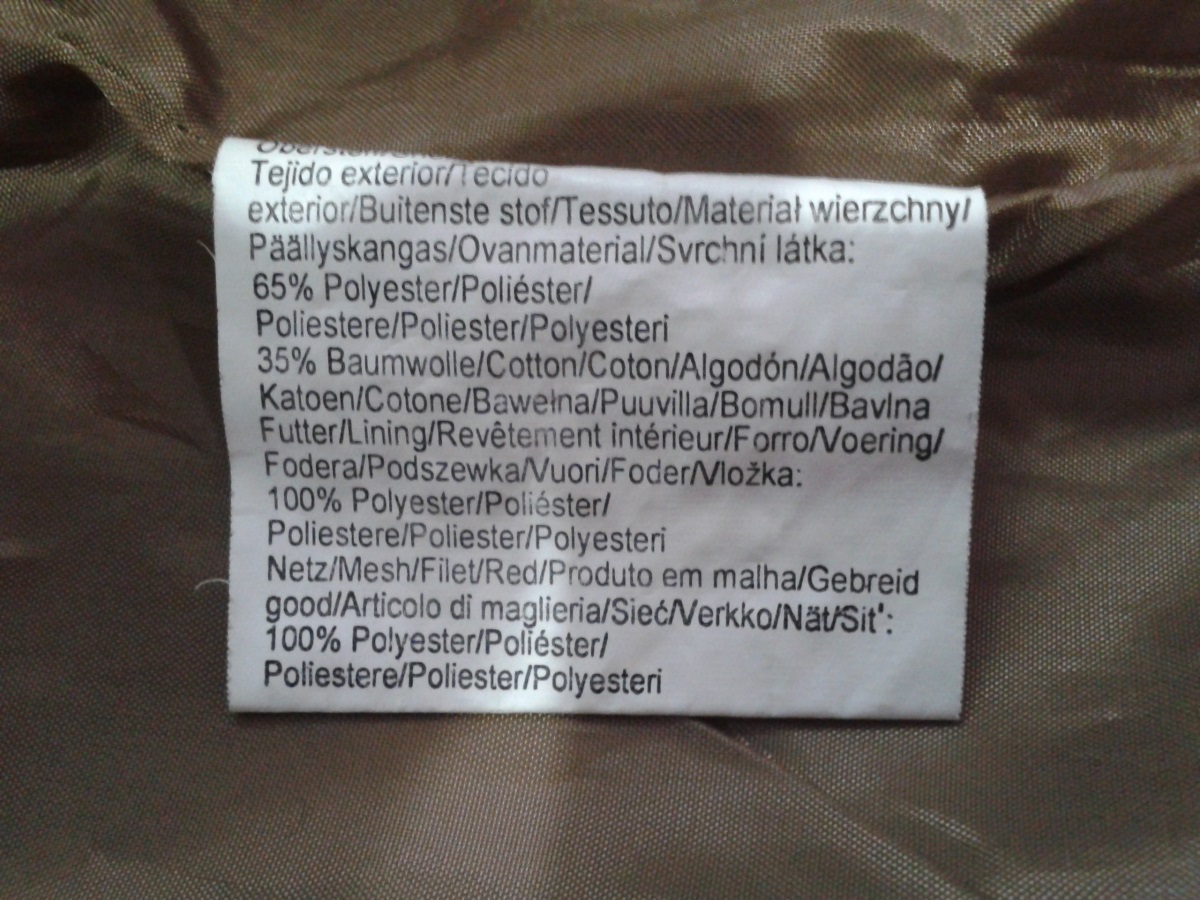 Tejido exterior/Tecido
exterior/Buitenste stof/Tessuto/Materiał wierzchny/
Päällyskangas/Ovanmaterial/Svrchní látka:
65% Polyester/Poliéster/
Poliestere/Poliester/Polyesteri
35% Baumwolle/Cotton/Coton/Algodón/Algodão/
Katoen/Cotone/Bawełna/Puuvilla/Bomull/Bavlna
Futter/Lining/Revêtement intérieur/Forro/Voering/
Fodera/Podszewka/Vuori/Foder/Vložka:
100% Polyester/Poliéster/
Poliestere/Poliester/Polyesteri
Netz/Mesh/Filet/Red/Produto em malha/Gebreid
good/Articolo di maglieria/Sieć/Verkko/Nät/Sit':
100% Polyester/Poliéster/
Poliestere/Poliester/Polyesteri